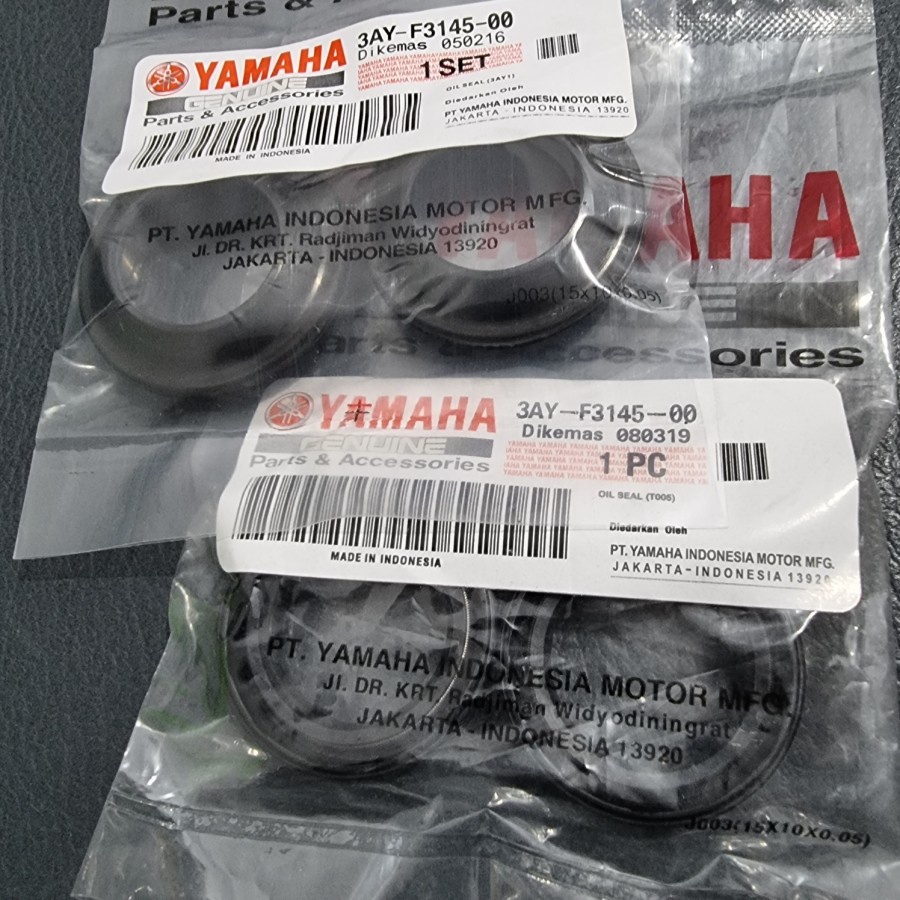 Parts &
YAMAHA
GENUINE
Parts & Accessories
3AY-F3145-00
Dikemas 050216
1 SET
OIL SEAL (3AY1)
Diedarkan Oleh
PT YAMAHA INDONESIA MOTOR MFG.
JAKARTA - INDONESIA 13920
MADE IN INDONESIA
PT. YAMAHA INDONESIA MOTOR MFG.
Jl. DR. KRT. Radjiman Widyodiningrat
JAKARTA - INDONESIA 13920
AHA
J003(15X10X0.05)
Parts & Accessories
YAMAHA
GENUINE
Parts & Accessories
3AY-F3145-00
Dikemas 080319
1 PC
OIL SEAL (T005)
Diedarkan Oleh
PT.YAMAHA INDONESIA MOTOR MFG.
JAKARTA-INDONESIA 13920
MADE IN INDONESIA
PT. YAMAHA INDONESIA MOTOR MFG.
Jl. DR. KRT. Radjiman Widyodiningrat
JAKARTA - INDONESIA 13920
J003(15X10X0.05)